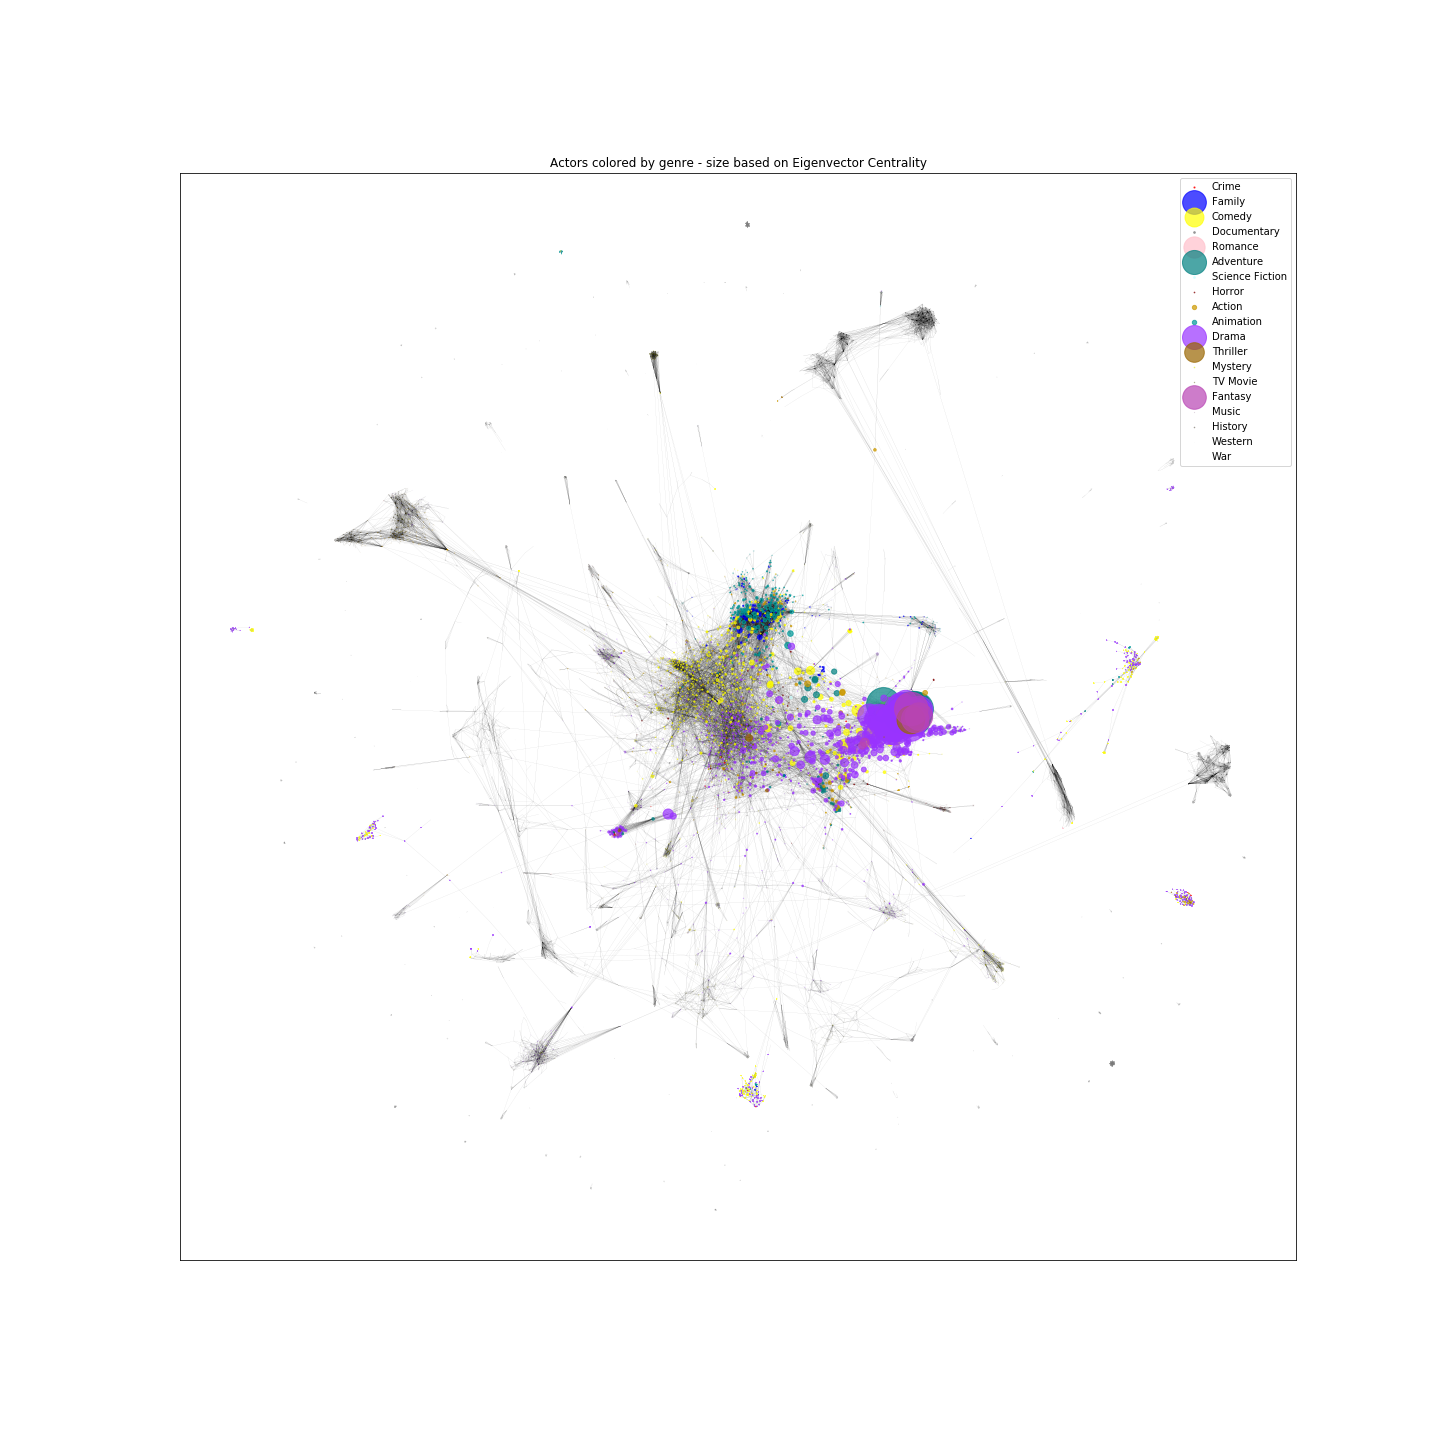 Actors colored by genre - size based on Eigenvector Centrality
Crime
Family
Comedy
Documentary
Romance
Adventure
Science Fiction
Horror
Action
Animation
Drama
Thriller
Mystery
TV Movie
Fantasy
Music
History
Western
War